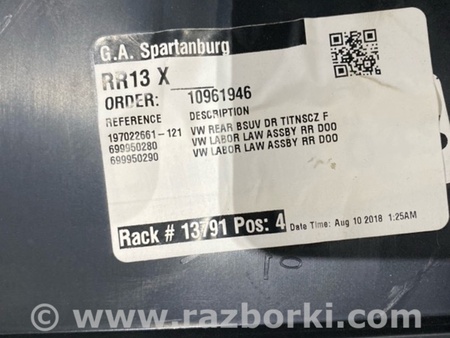 G.A. Spartanburg
RR13 X
ORDER: 10961946
REFERENCE DESCRIPTION
197022661-121 VW REAR BSUV DR TITNSCZ F
699950280 VW LABOR LAW ASSBY RR DOO
699950290 VW LABOR LAW ASSBY RR DOO
Rack # 13791 Pos: 4 Date Time: Aug 10 2018 1:25AM
© www.razborki.com